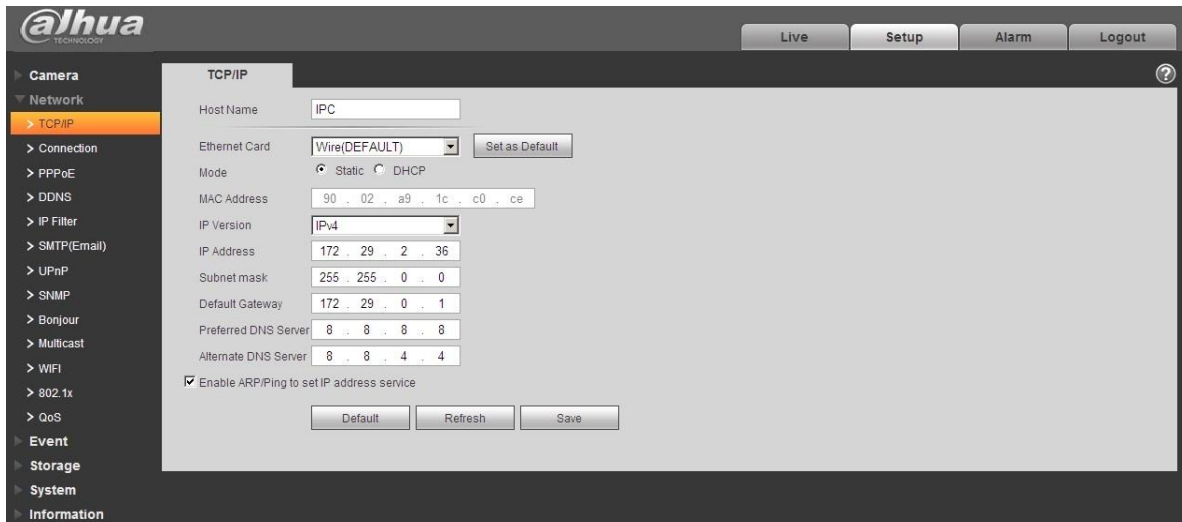 alhua
TECHNOLOGY
Live
Setup
Alarm
Logout
Camera
Network
> TCP/IP
> Connection
> PPPoE
> DDNS
> IP Filter
> SMTP(Email)
> UPnP
> SNMP
> Bonjour
> Multicast
> WIFI
> 802.1x
> QoS
Event
Storage
System
Information
TCP/IP
?
Host Name IPC
Ethernet Card Wire(DEFAULT) Set as Default
Mode Static DHCP
MAC Address 90 . 02 . a9 . 1c . c0 . ce
IP Version IPv4
IP Address 172 . 29 . 2 . 36
Subnet mask 255 . 255 . 0 . 0
Default Gateway 172 . 29 . 0 . 1
Preferred DNS Server 8 . 8 . 8 . 8
Alternate DNS Server 8 . 8 . 4 . 4
Enable ARP/Ping to set IP address service
Default Refresh Save